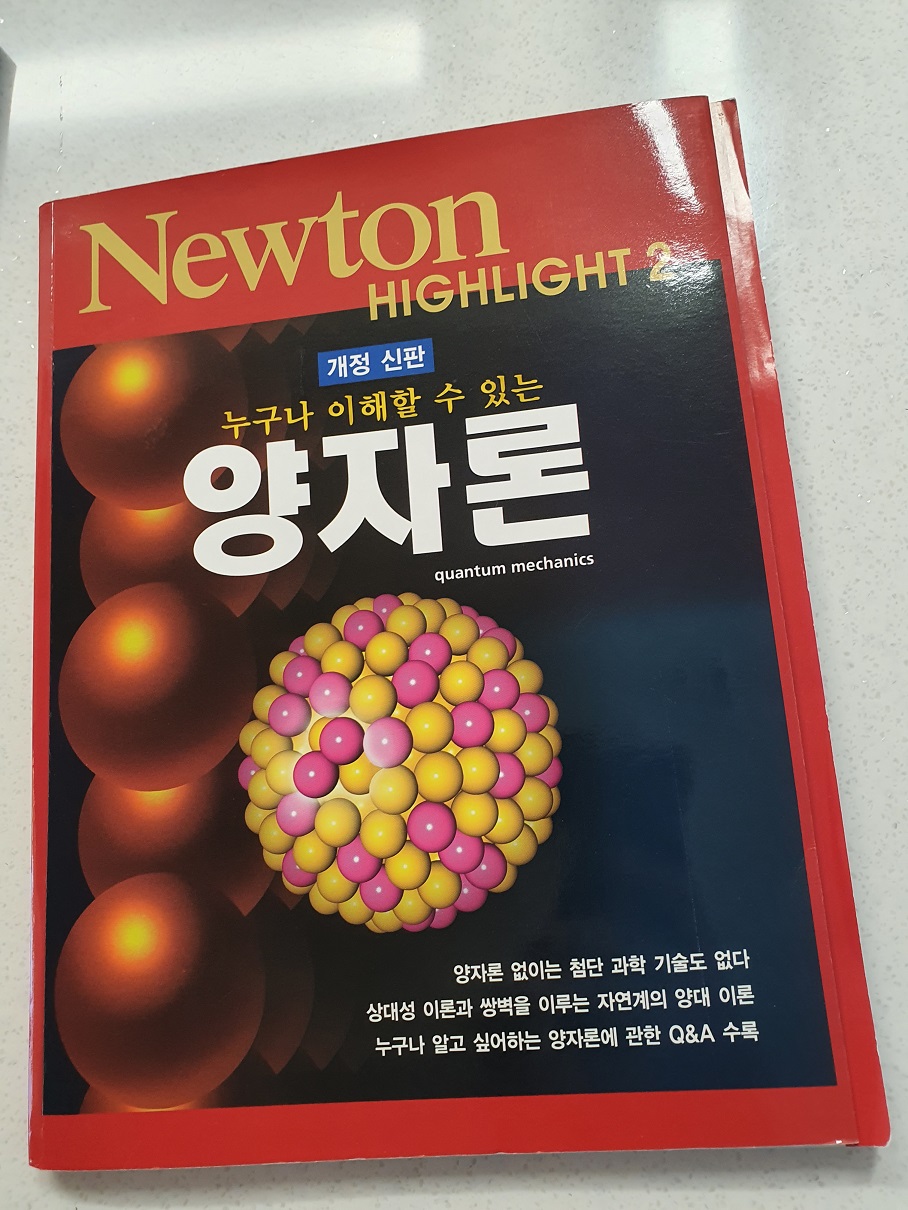 Newton
HIGHLIGHT 2
개정 신판
누구나 이해할 수 있는
양자론
quantum mechanics
양자론 없이는 첨단 과학 기술도 없다
상대성 이론과 쌍벽을 이루는 자연계의 양대 이론
누구나 알고 싶어하는 양자론에 관한 Q&A 수록